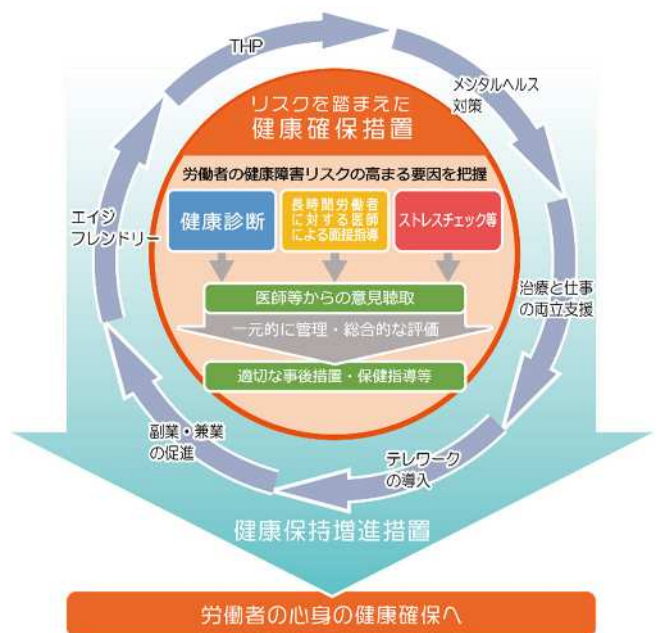 THP
メンタルヘルス
対策
リスクを踏まえた
健康確保措置
労働者の健康障害リスクの高まる要因を把握
健康診断
長時間労働者
に対する医師
による面接指導
ストレスチェック等
エイジ
フレンドリー
医師等からの意見聴取
一元的に管理・総合的な評価
治療と仕事
の両立支援
適切な事後措置・保健指導等
副業・兼業
の促進
テレワーク
の導入
健康保持増進措置
労働者の心身の健康確保へ